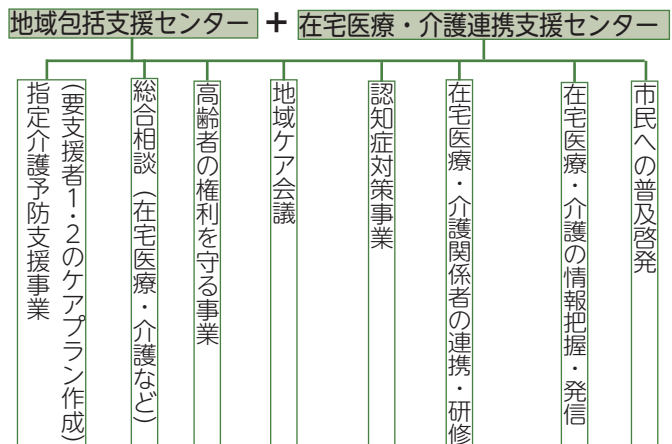 地域包括支援センター + 在宅医療・介護連携支援センター
指定介護予防支援事業
(要支援者1・2のケアプラン作成)
総合相談(在宅医療・介護など)
高齢者の権利を守る事業
地域ケア会議
認知症対策事業
在宅医療・介護関係者の連携・研修
在宅医療・介護の情報把握・発信
市民への普及啓発